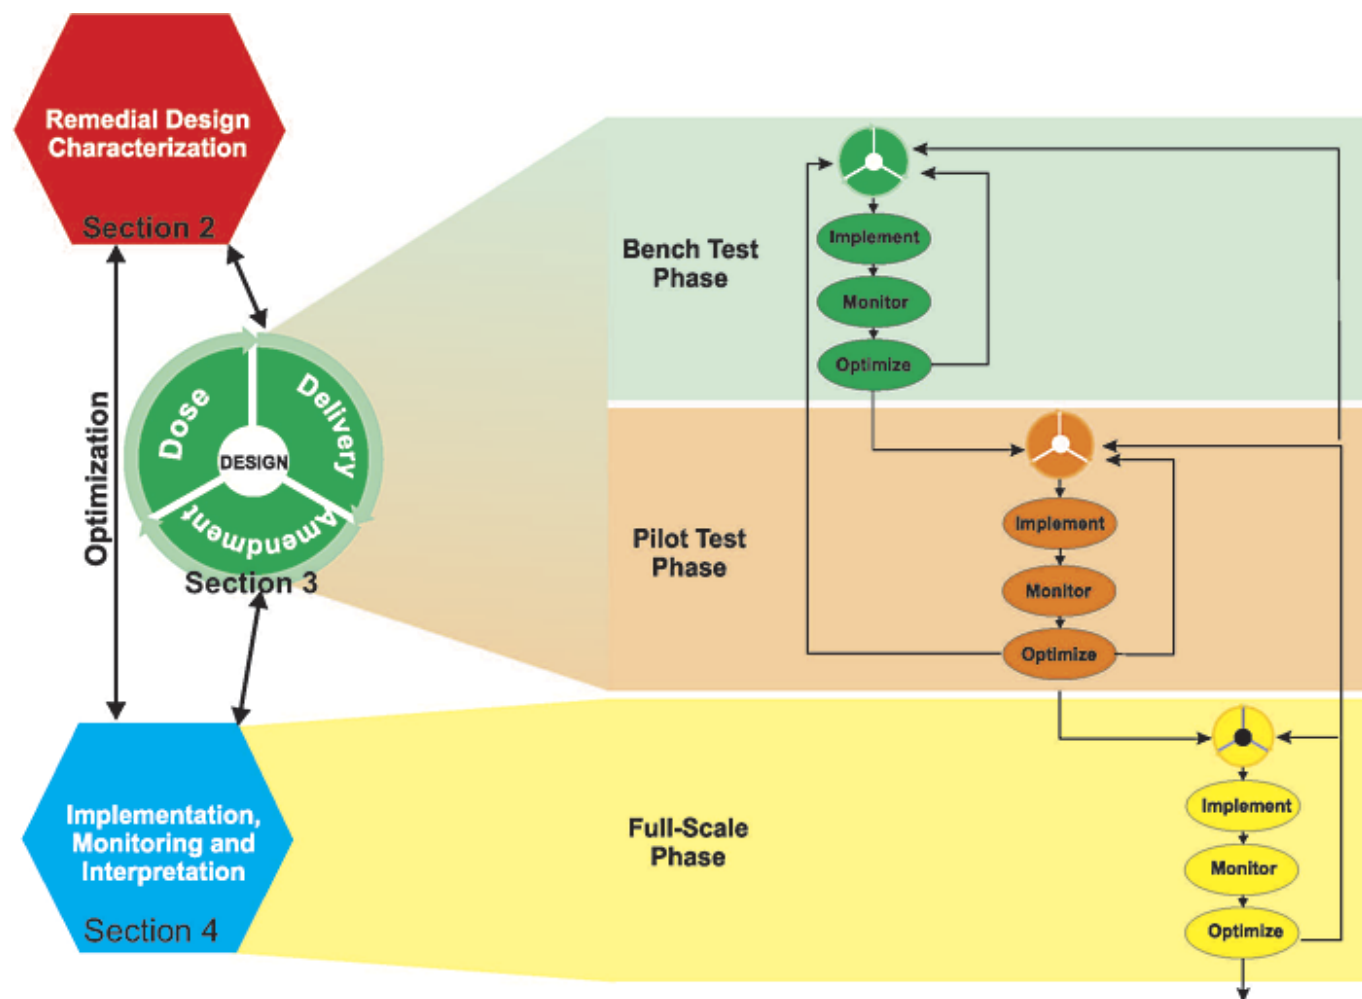 Remedial Design
Characterization
Section 2
Optimization
Dose
Delivery
DESIGN
Amendment
Section 3
Implementation,
Monitoring and
Interpretation
Section 4
Bench Test
Phase
Implement
Monitor
Optimize
Pilot Test
Phase
Implement
Monitor
Optimize
Full-Scale
Phase
Implement
Monitor
Optimize